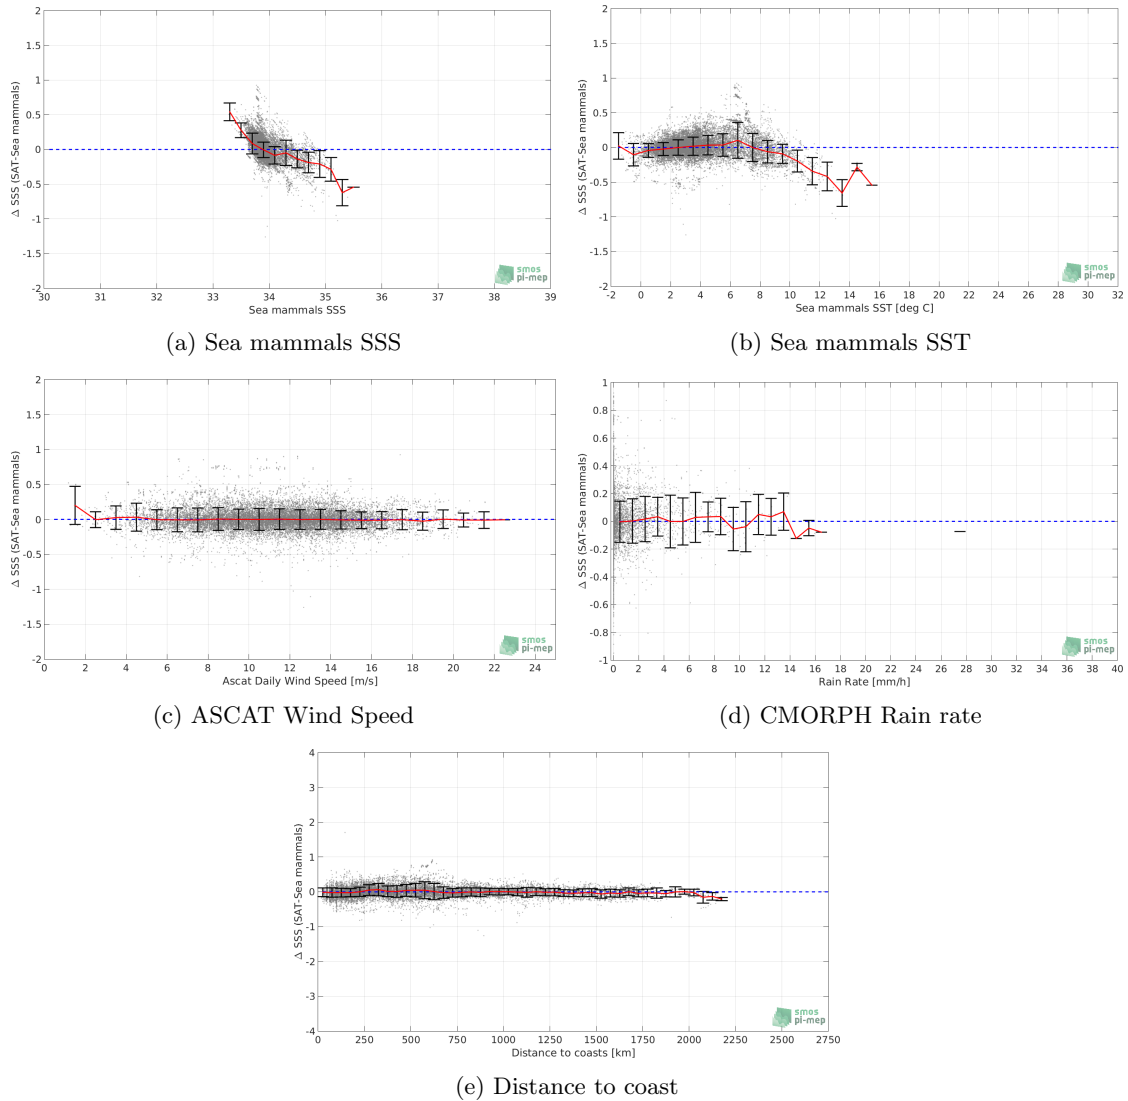 2
1.5
1
0.5
0
-0.5
-1
-1.5
-2
Δ SSS (SAT-Sea mammals)
30 31 32 33 34 35 36 37 38 39
Sea mammals SSS
smos
pi-mep
(a) Sea mammals SSS
2
1.5
1
0.5
0
-0.5
-1
-1.5
-2
Δ SSS (SAT-Sea mammals)
-2 0 2 4 6 8 10 12 14 16 18 20 22 24 26 28 30 32
Sea mammals SST [deg C]
smos
pi-mep
(b) Sea mammals SST
2
1.5
1
0.5
0
-0.5
-1
-1.5
-2
Δ SSS (SAT-Sea mammals)
0 2 4 6 8 10 12 14 16 18 20 22 24
Ascat Daily Wind Speed [m/s]
smos
pi-mep
(c) ASCAT Wind Speed
1
0.8
0.6
0.4
0.2
0
-0.2
-0.4
-0.6
-0.8
-1
Δ SSS (SAT-Sea mammals)
0 2 4 6 8 10 12 14 16 18 20 22 24 26 28 30 32 34 36 38 40
Rain Rate [mm/h]
smos
pi-mep
(d) CMORPH Rain rate
4
3
2
1
0
-1
-2
-3
-4
Δ SSS (SAT-Sea mammals)
0 250 500 750 1000 1250 1500 1750 2000 2250 2500 2750
Distance to coasts [km]
smos
pi-mep
(e) Distance to coast